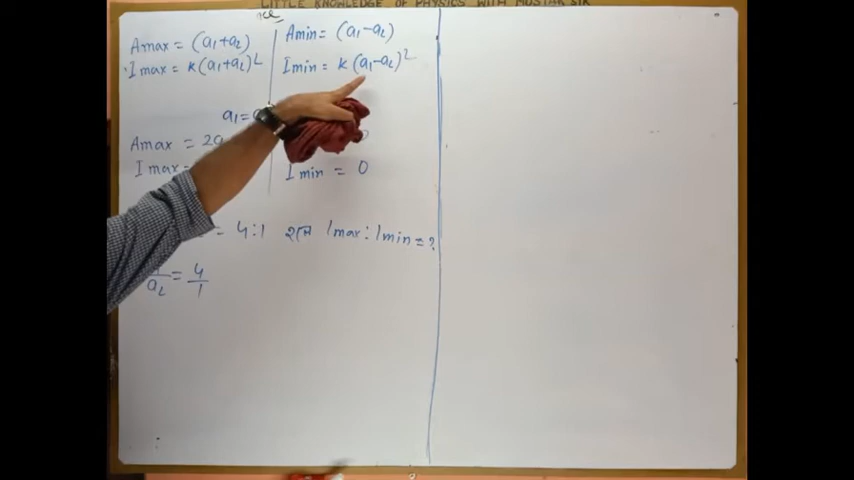 LITTLE KNOWLEDGE OF PHYSICS WITH MUSTAK SIR
Amax = (a₁+a₂)
Imax = K(a₁+a₂)²
Amin = (a₁-a₂)
Imin = K(a₁-a₂)²
a₁=
Amax = 2a
Imax =
Imin = 0
= 4:1 হলে Imax : Imin = ?
a₂ = 4/1